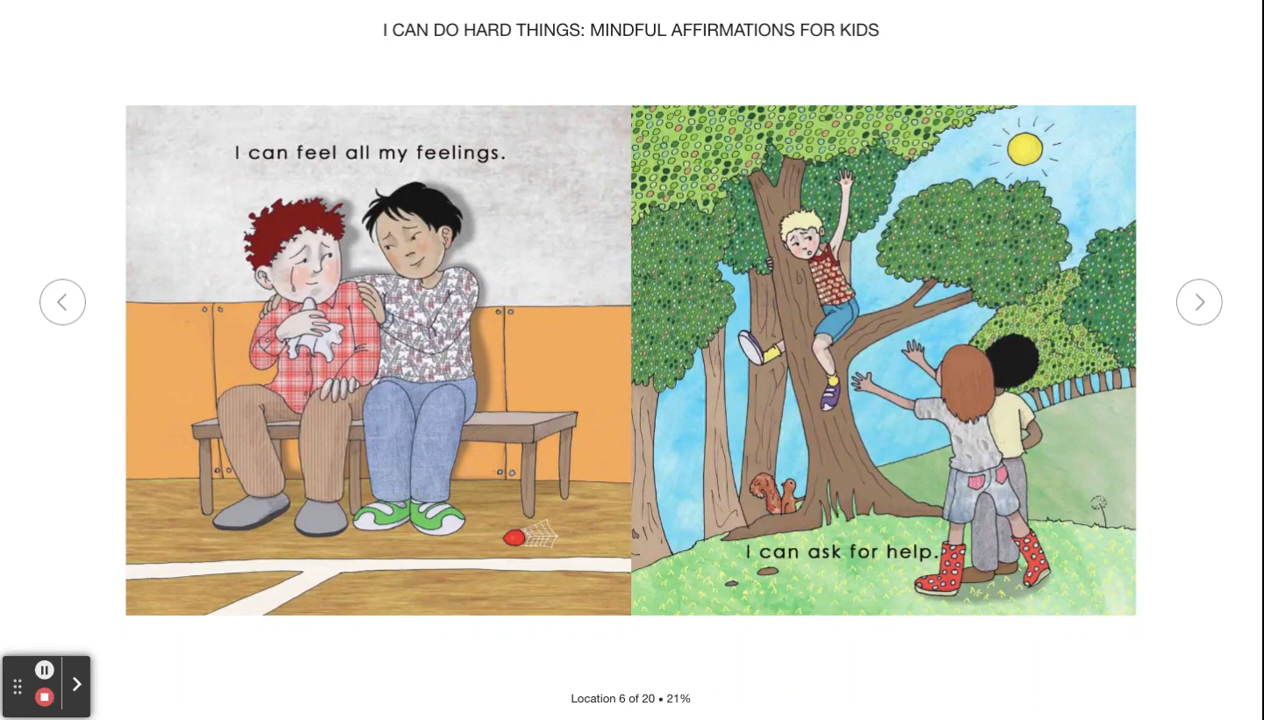 I CAN DO HARD THINGS: MINDFUL AFFIRMATIONS FOR KIDS
I can feel all my feelings.
I can ask for help.
Location 6 of 20 • 21%